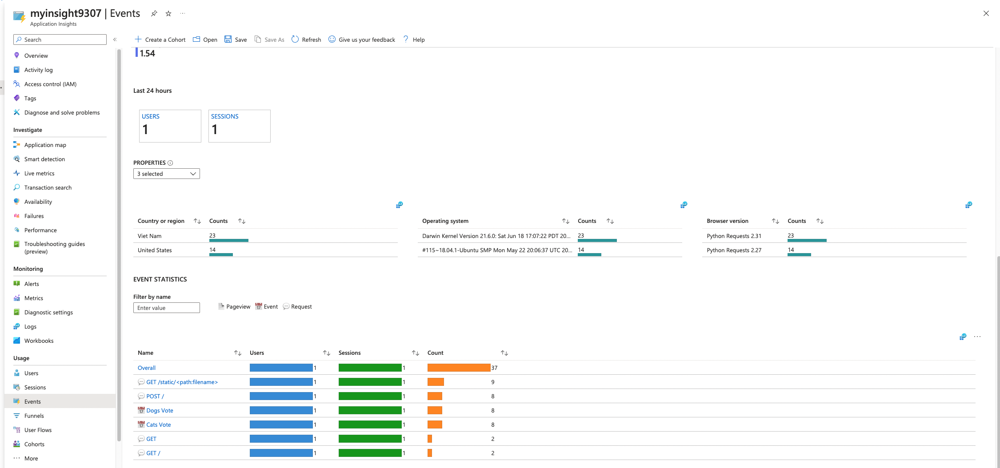 myinsight9307 | Events
Application Insights
Search
Create a Cohort Open Save Save As Refresh Give us your feedback Help
Overview
Activity log
Access control (IAM)
Tags
Diagnose and solve problems
Investigate
Application map
Smart detection
Live metrics
Transaction search
Availability
Failures
Performance
Troubleshooting guides
(preview)
Monitoring
Alerts
Metrics
Diagnostic settings
Logs
Workbooks
Usage
Users
Sessions
Events
Funnels
User Flows
Cohorts
More
1.54
Last 24 hours
USERS
1
SESSIONS
1
PROPERTIES
3 selected
Country or region Counts
Viet Nam 23
United States 14
Operating system Counts
Darwin Kernel Version 21.6.0: Sat Jun 18 17:07:22 PDT 20... 23
#115~18.04.1-Ubuntu SMP Mon May 22 20:06:37 UTC 20... 14
Browser version Counts
Python Requests 2.31 23
Python Requests 2.27 14
EVENT STATISTICS
Filter by name
Enter value
Pageview Event Request
Name Users Sessions Count
Overall 1 1 37
GET /static/<path:filename> 1 1 9
POST / 1 1 8
Dogs Vote 1 1 8
Cats Vote 1 1 8
GET 1 1 2
GET / 1 1 2